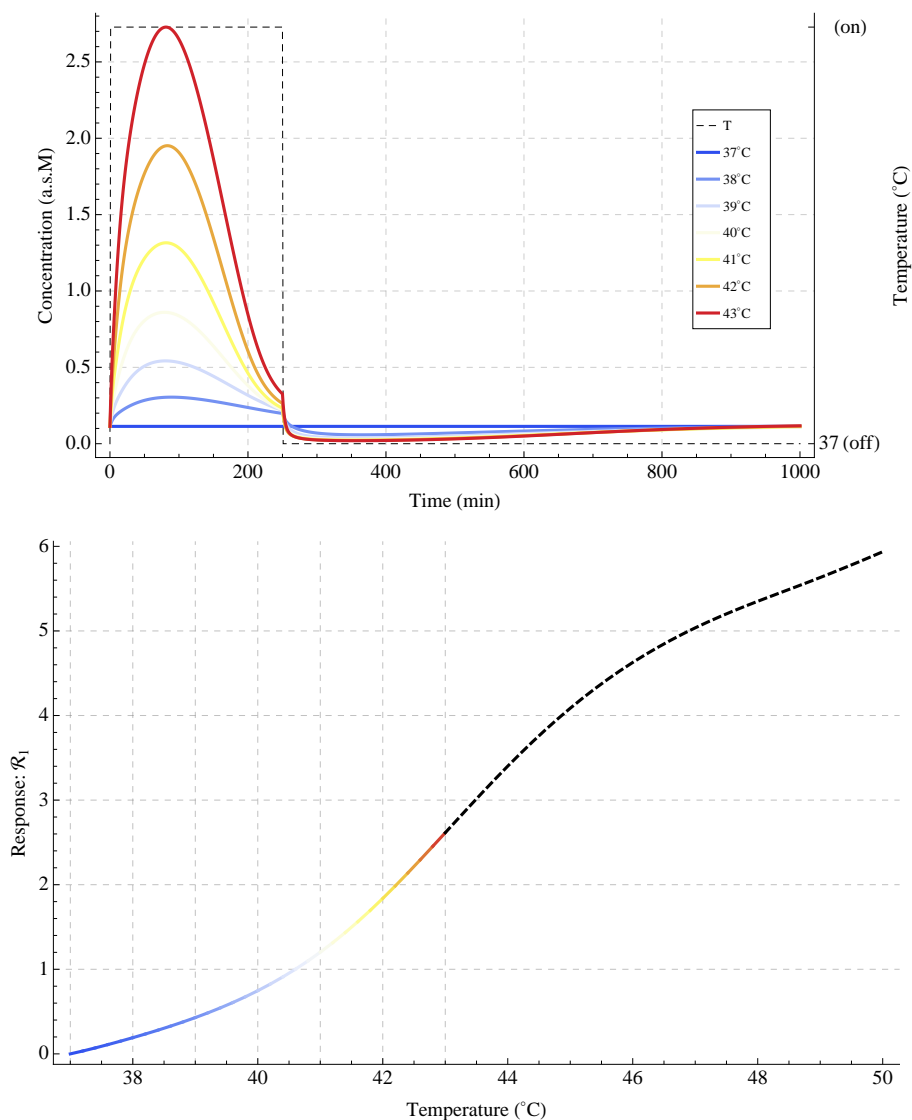 (on)
2.5
2.0
1.5
1.0
0.5
0.0
Concentration (a.s.M)
T
37°C
38°C
39°C
40°C
41°C
42°C
43°C
Temperature (°C)
37 (off)
0 200 400 600 800 1000
Time (min)
6
5
4
3
2
1
0
Response: ℛ₁
38 40 42 44 46 48 50
Temperature (°C)